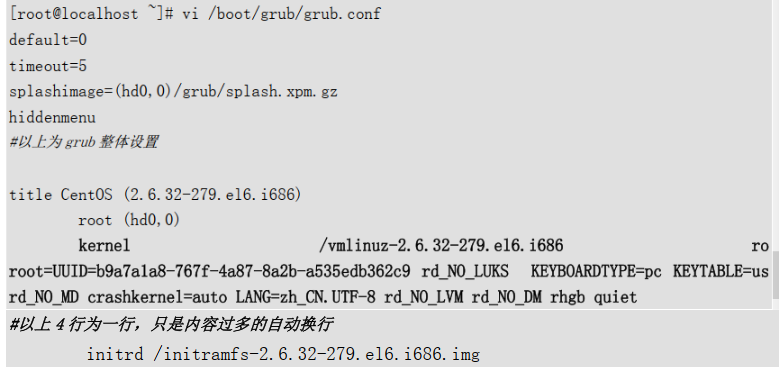 [root@localhost ~]# vi /boot/grub/grub.conf
default=0
timeout=5
splashimage=(hd0,0)/grub/splash.xpm.gz
hiddenmenu
#以上为 grub 整体设置
title CentOS (2.6.32-279.el6.i686)
root (hd0,0)
kernel /vmlinuz-2.6.32-279.el6.i686 ro
root=UUID=b9a7a1a8-767f-4a87-8a2b-a535edb362c9 rd_NO_LUKS KEYBOARDTYPE=pc KEYTABLE=us
rd_NO_MD crashkernel=auto LANG=zh_CN.UTF-8 rd_NO_LVM rd_NO_DM rhgb quiet
#以上 4 行为一行，只是内容过多的自动换行
initrd /initramfs-2.6.32-279.el6.i686.img